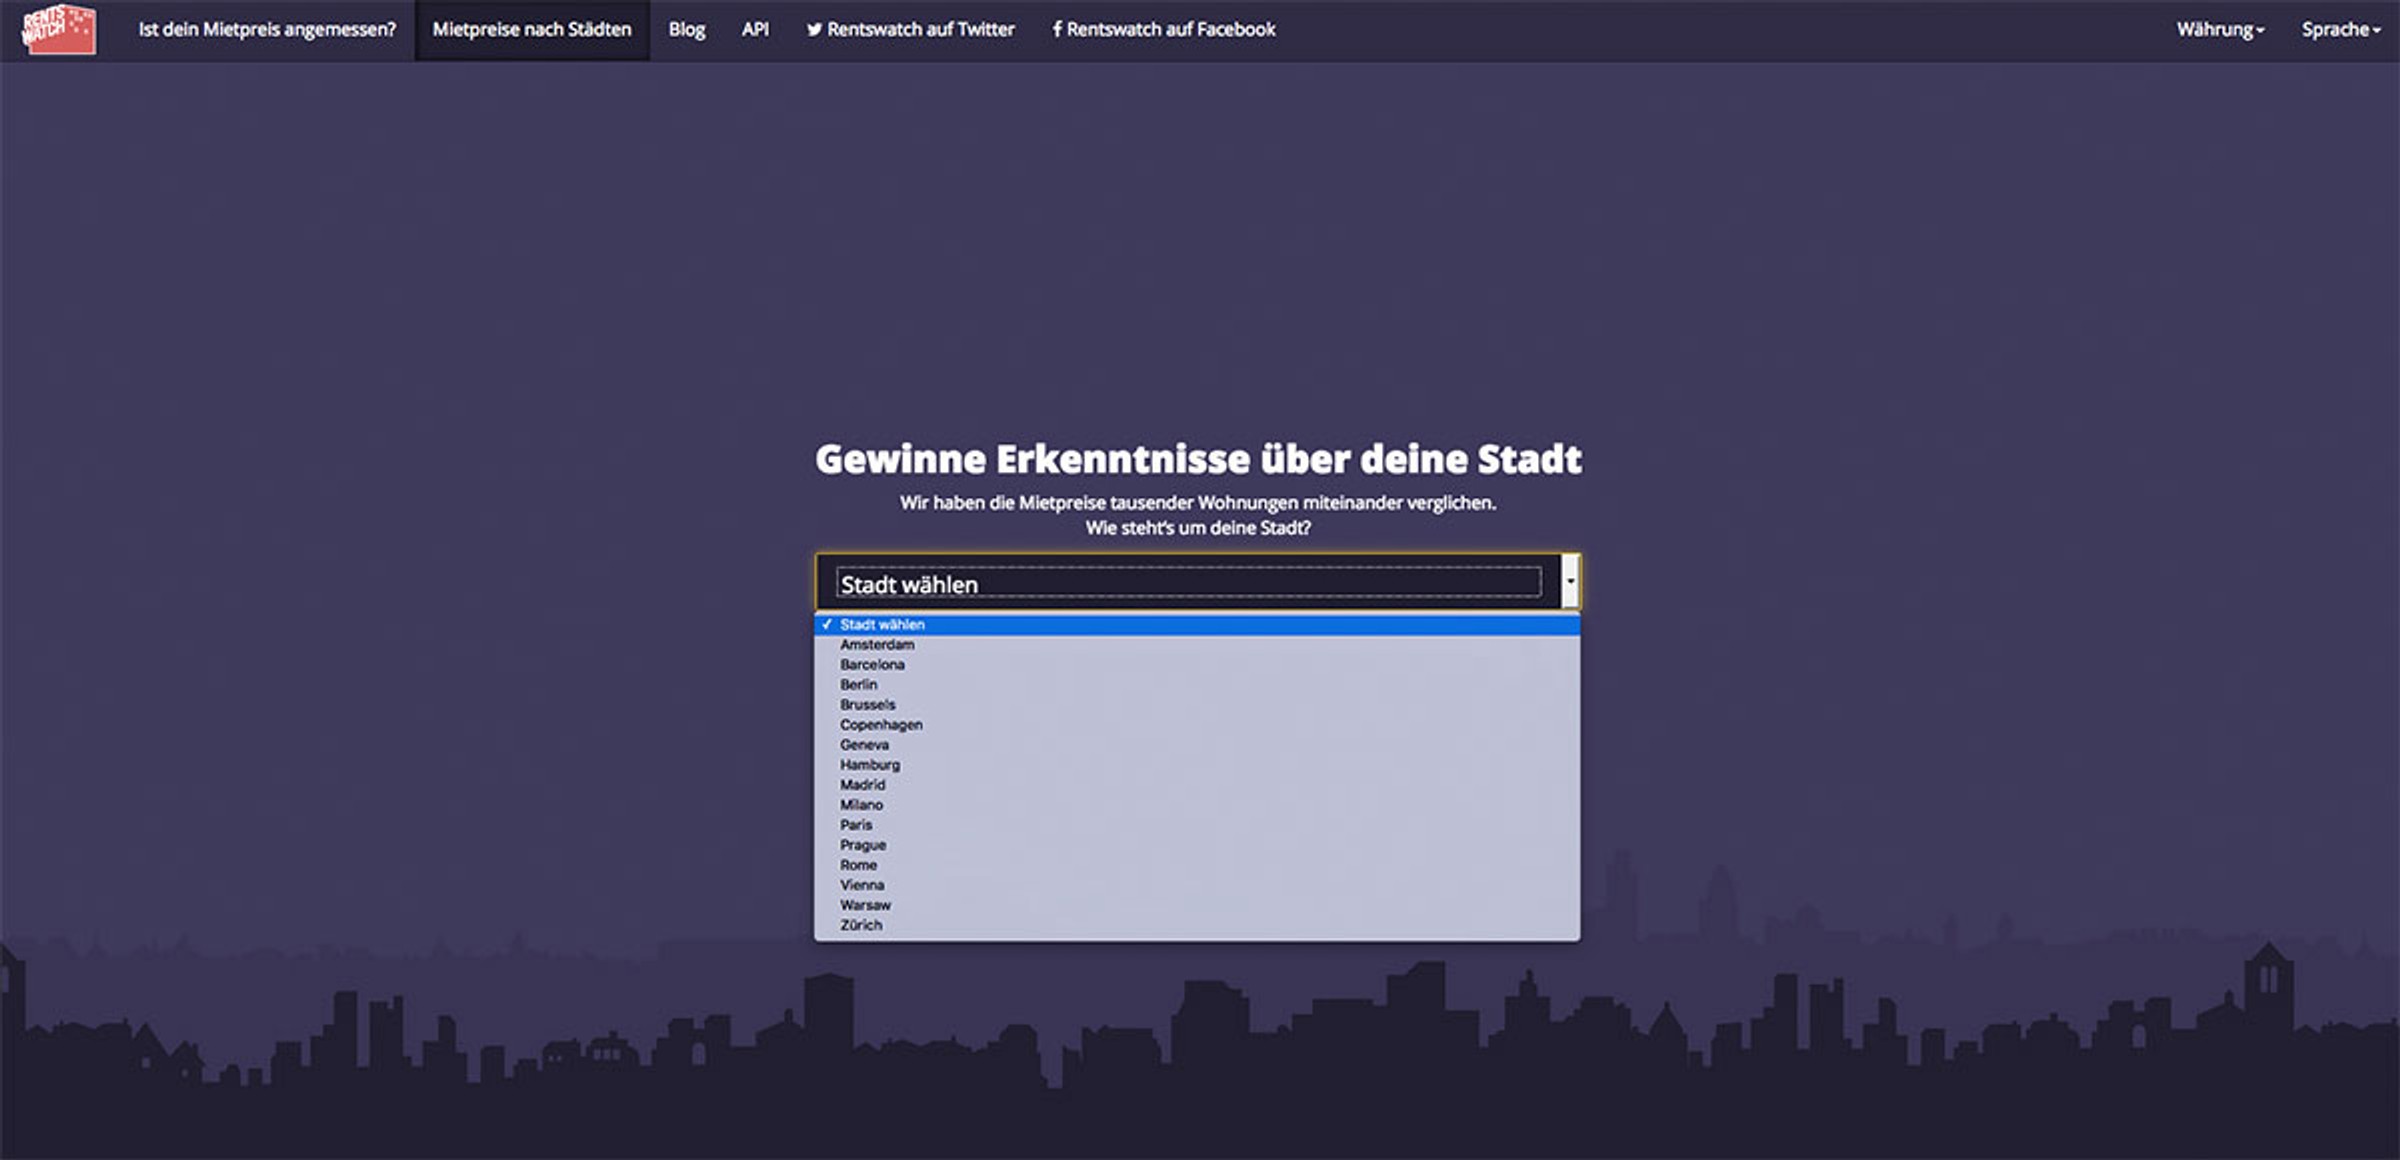 RENTS
WATCH
Ist dein Mietpreis angemessen?
Mietpreise nach Städten
Blog
API
Rentswatch auf Twitter
Rentswatch auf Facebook
Währung
Sprache
Gewinne Erkenntnisse über deine Stadt
Wir haben die Mietpreise tausender Wohnungen miteinander verglichen.
Wie steht's um deine Stadt?
Stadt wählen
✓ Stadt wählen
Amsterdam
Barcelona
Berlin
Brussels
Copenhagen
Geneva
Hamburg
Madrid
Milano
Paris
Prague
Rome
Vienna
Warsaw
Zürich